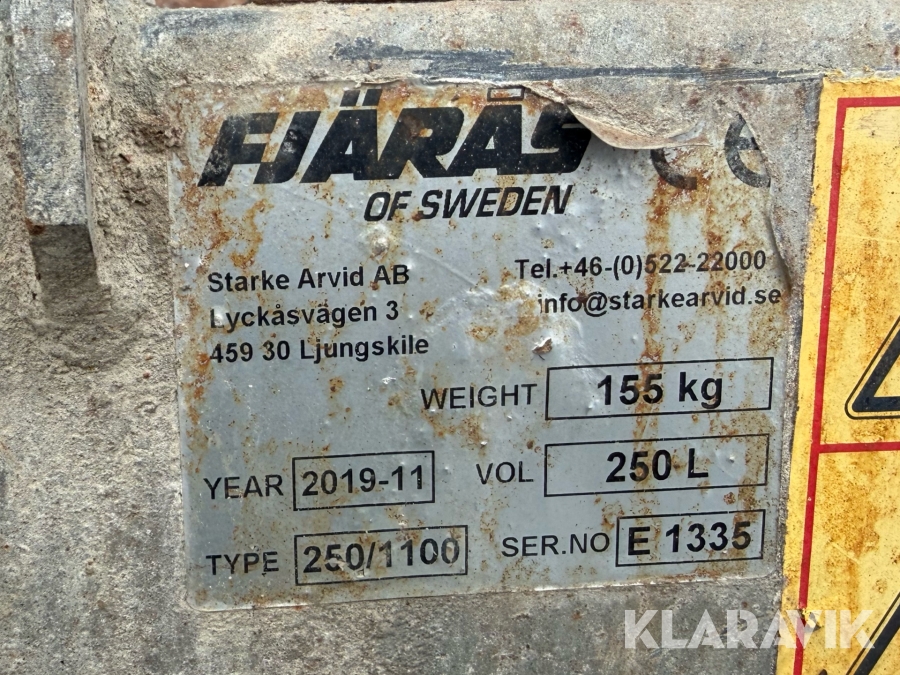 FJÄRÅS CE
OF SWEDEN
Starke Arvid AB
Lyckåsvägen 3
459 30 Ljungskile
Tel.+46-(0)522-22000
info@starkearvid.se
WEIGHT 155 kg
YEAR 2019-11 VOL 250 L
TYPE 250/1100 SER.NO E 1335
KLARAVIK